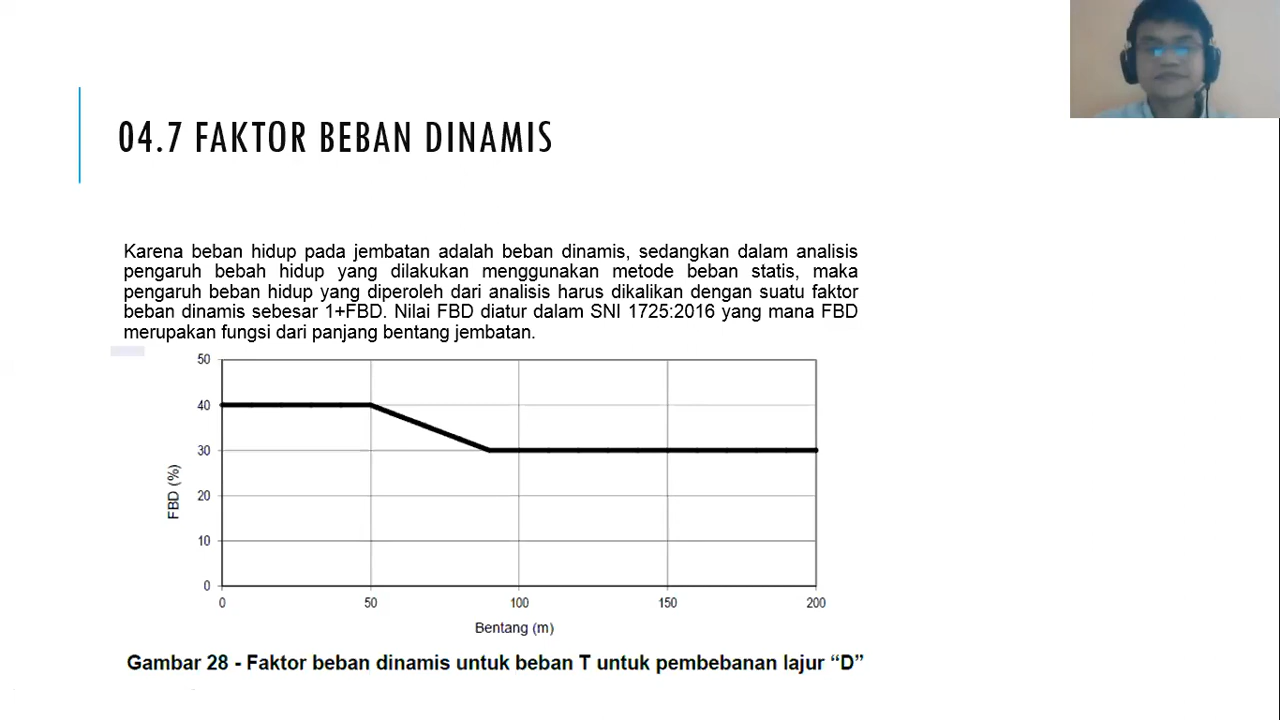 04.7 FAKTOR BEBAN DINAMIS
Karena beban hidup pada jembatan adalah beban dinamis, sedangkan dalam analisis
pengaruh bebah hidup yang dilakukan menggunakan metode beban statis, maka
pengaruh beban hidup yang diperoleh dari analisis harus dikalikan dengan suatu faktor
beban dinamis sebesar 1+FBD. Nilai FBD diatur dalam SNI 1725:2016 yang mana FBD
merupakan fungsi dari panjang bentang jembatan.
50
40
30
20
10
0
FBD (%)
0 50 100 150 200
Bentang (m)
Gambar 28 - Faktor beban dinamis untuk beban T untuk pembebanan lajur “D”